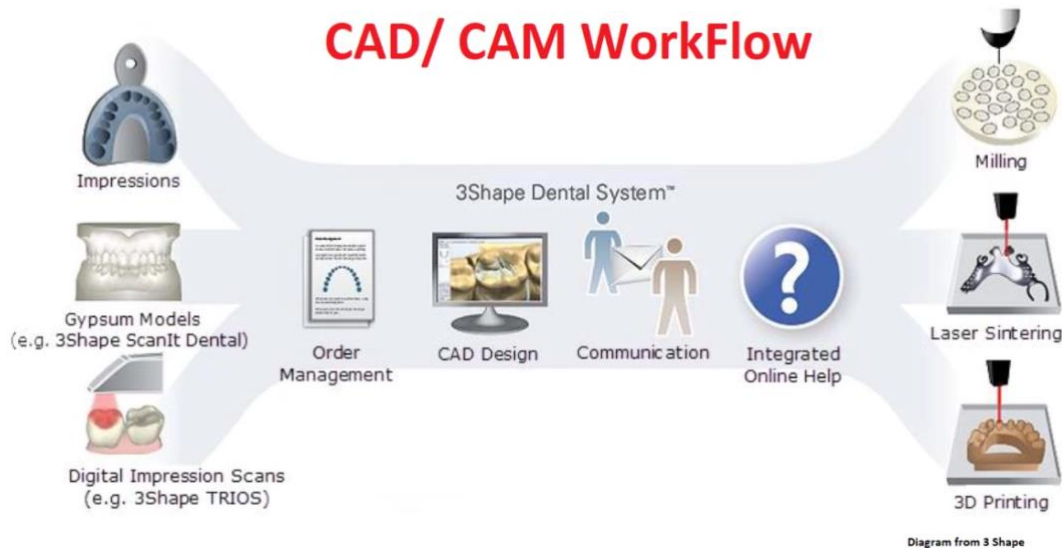 CAD/ CAM WorkFlow
Impressions
Gypsum Models
(e.g. 3Shape ScanIt Dental)
Digital Impression Scans
(e.g. 3Shape TRIOS)
3Shape Dental System™
Order
Management
CAD Design
Communication
?
Integrated
Online Help
Milling
Laser Sintering
3D Printing
Diagram from 3 Shape